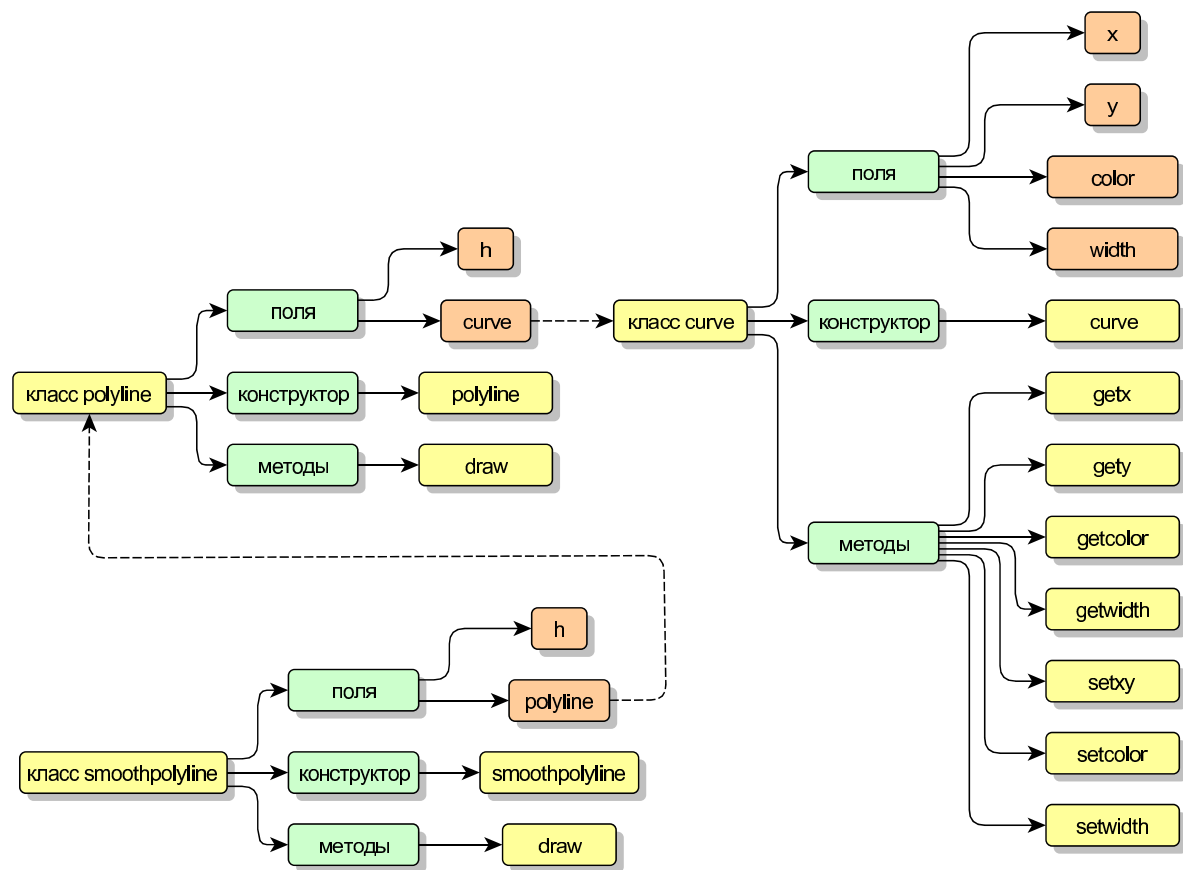 класс polyline
поля
h
curve
конструктор
polyline
методы
draw
класс curve
поля
x
y
color
width
конструктор
curve
методы
getx
gety
getcolor
getwidth
setxy
setcolor
setwidth
класс smoothpolyline
поля
h
polyline
конструктор
smoothpolyline
методы
draw